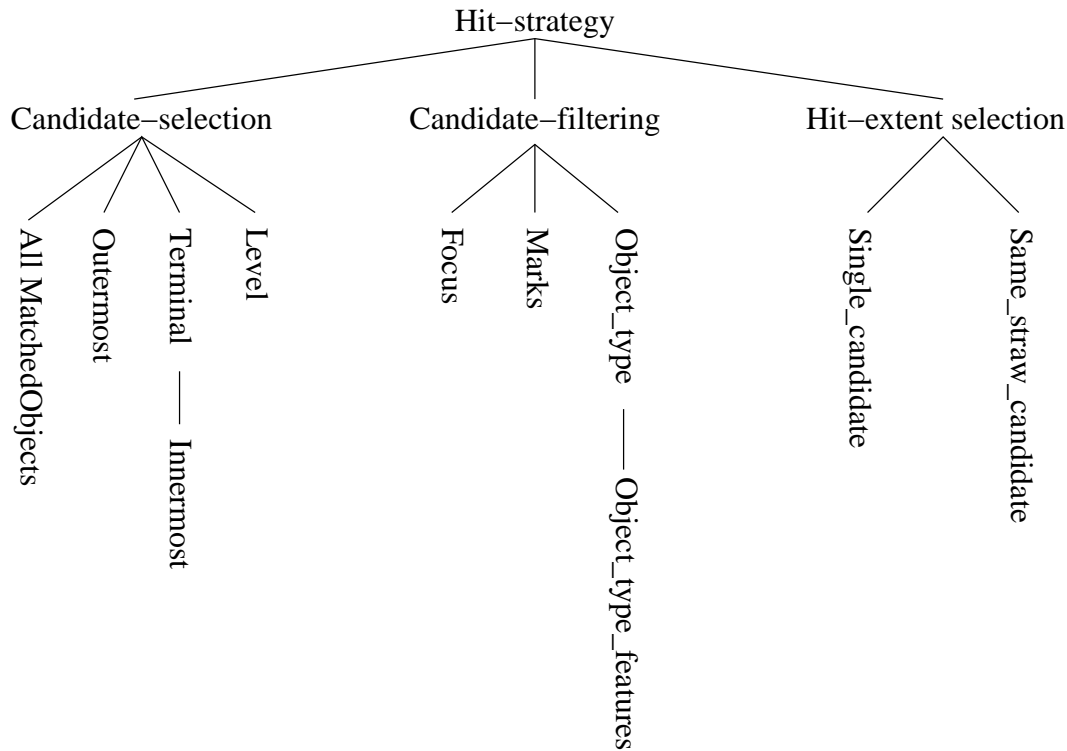 Hit−strategy
Candidate−selection
Candidate−filtering
Hit−extent selection
All MatchedObjects
Outermost
Terminal
Level
Focus
Marks
Object_type
Single_candidate
Same_straw_candidate
Innermost
Object_type_features